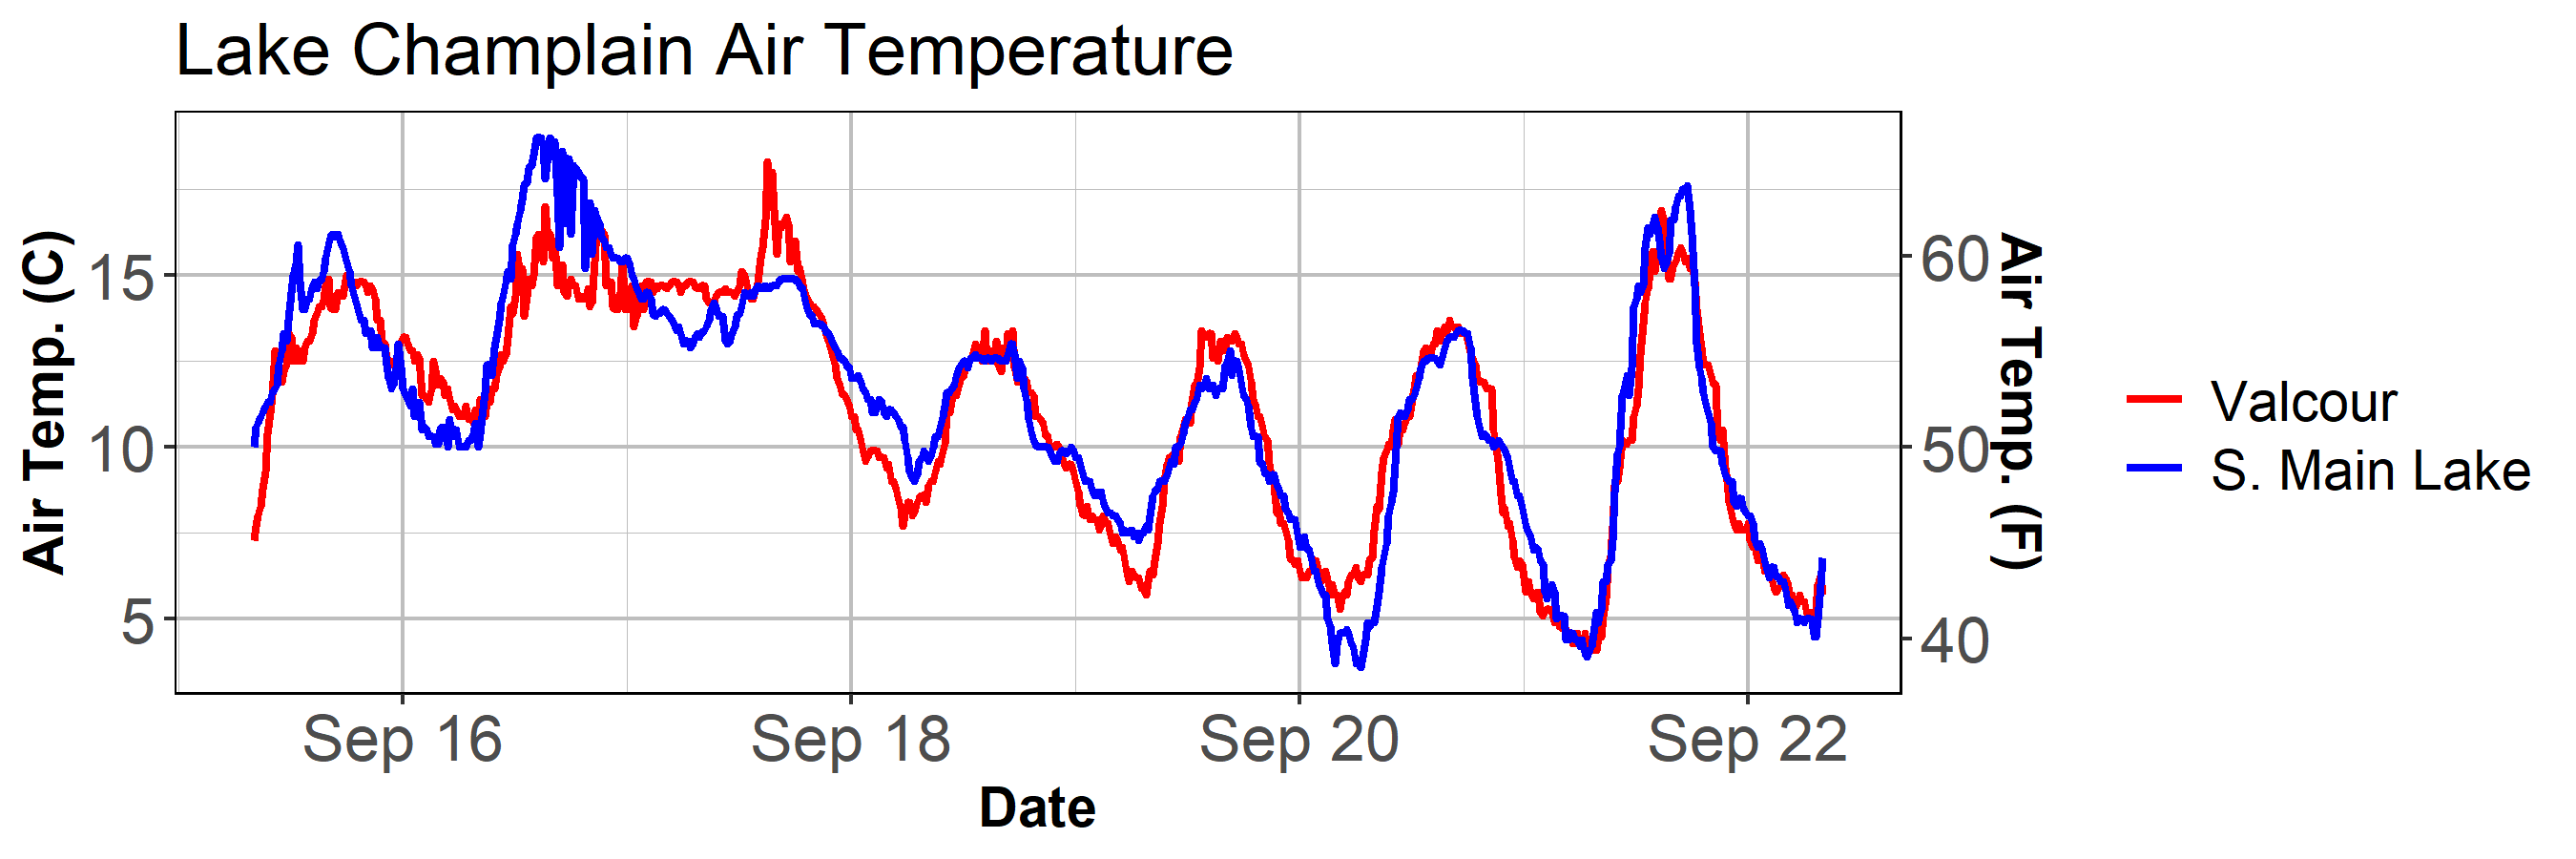 Lake Champlain Air Temperature
Air Temp. (C)
15
10
5
60
50
40
Air Temp. (F)
Sep 16
Sep 18
Sep 20
Sep 22
Date
Valcour
S. Main Lake